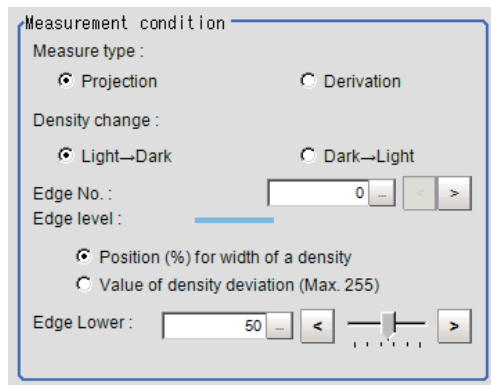 Measurement condition
Measure type :
Projection Derivation
Density change :
Light→Dark Dark→Light
Edge No. : 0 ... < >
Edge level :
Position (%) for width of a density
Value of density deviation (Max. 255)
Edge Lower : 50 ... < >